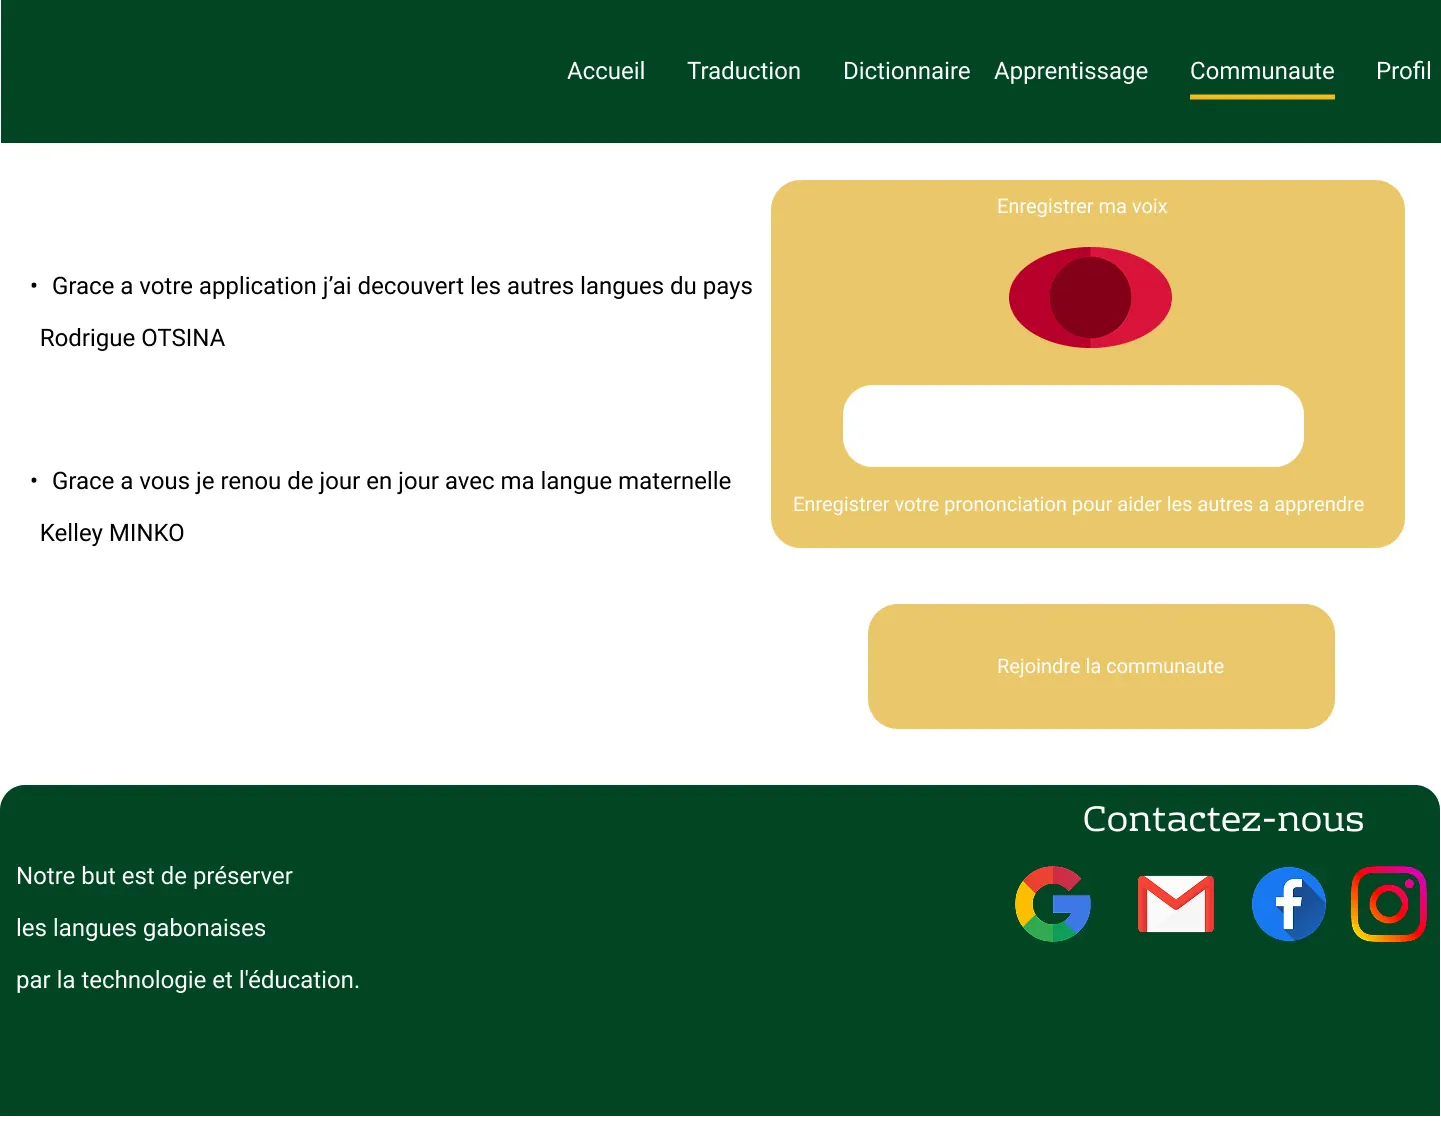 Accueil Traduction Dictionnaire Apprentissage Communaute Profil
• Grace a votre application j’ai decouvert les autres langues du pays
Rodrigue OTSINA
• Grace a vous je renou de jour en jour avec ma langue maternelle
Kelley MINKO
Enregistrer ma voix
Enregistrer votre prononciation pour aider les autres a apprendre
Rejoindre la communaute
Notre but est de préserver
les langues gabonaises
par la technologie et l'éducation.
Contactez-nous